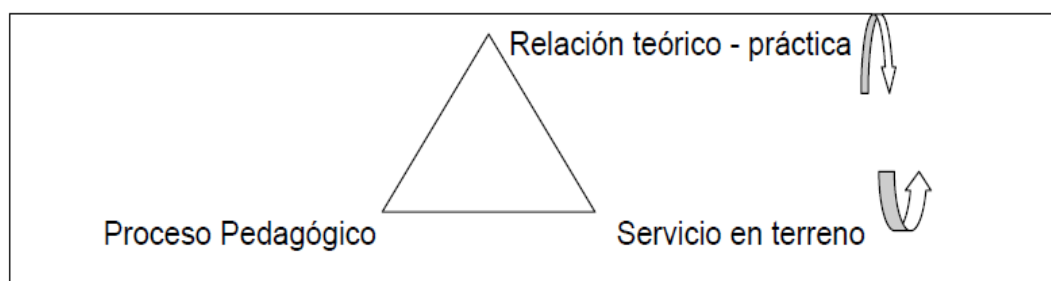 Relación teórico - práctica
Proceso Pedagógico
Servicio en terreno